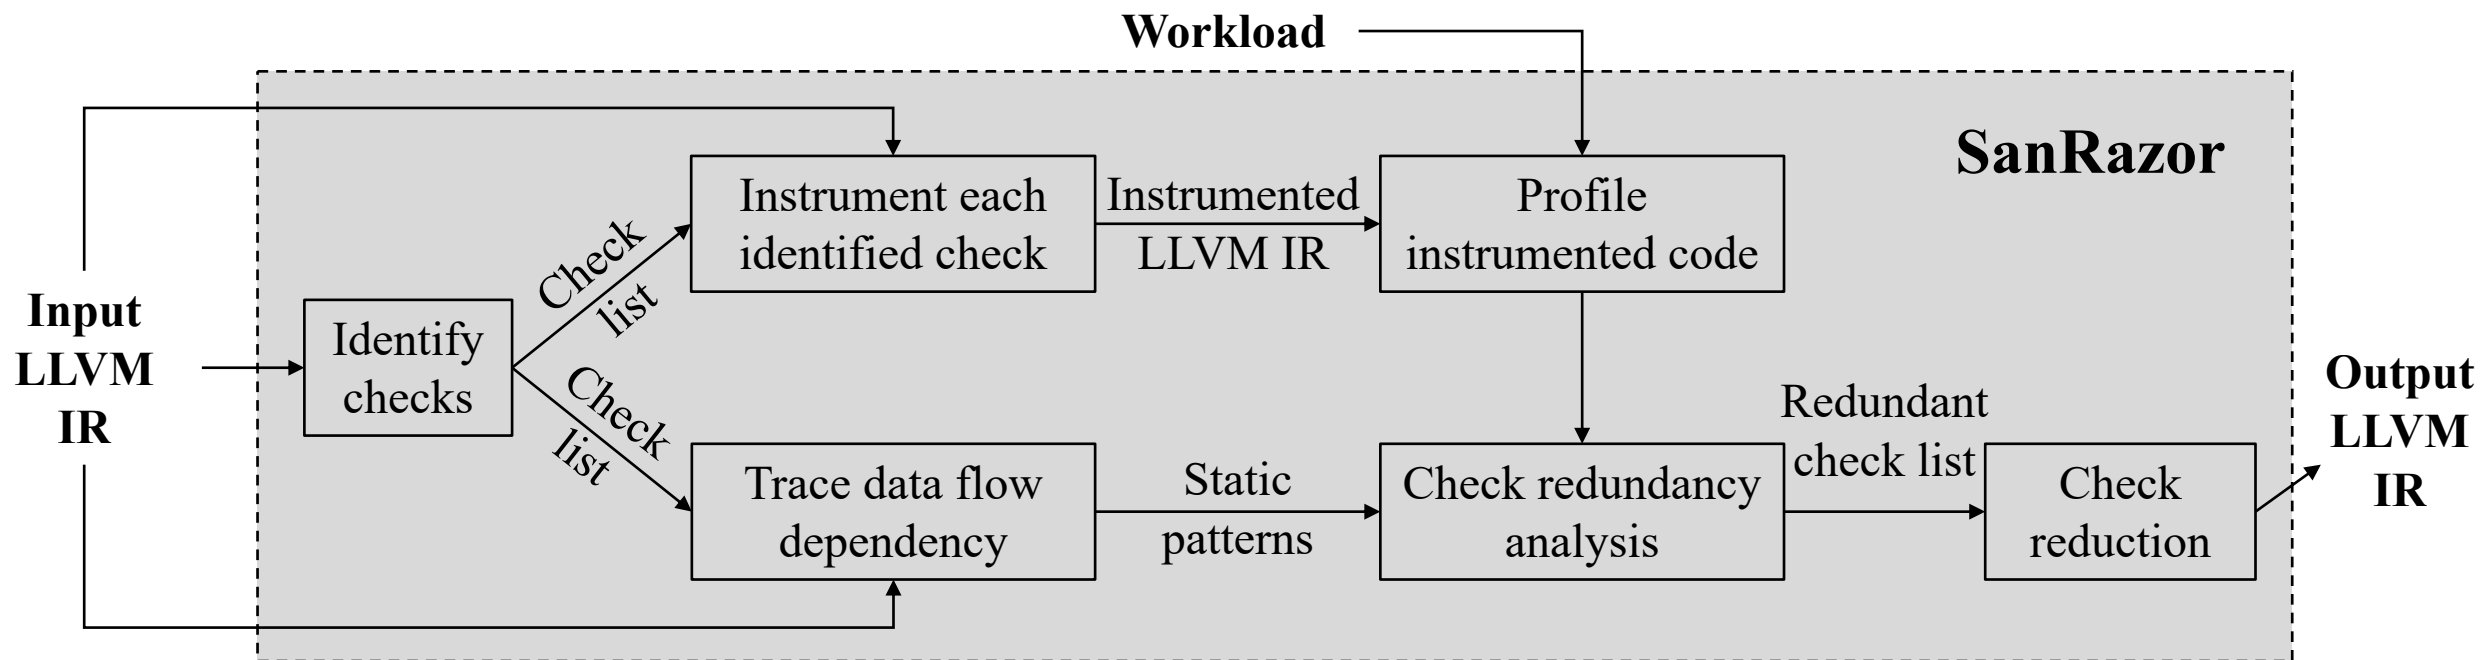 Workload
SanRazor
Instrument each
identified check
Instrumented
LLVM IR
Profile
instrumented code
Check
list
Input
LLVM
IR
Identify
checks
Check
list
Trace data flow
dependency
Static
patterns
Check redundancy
analysis
Redundant
check list
Check
reduction
Output
LLVM
IR